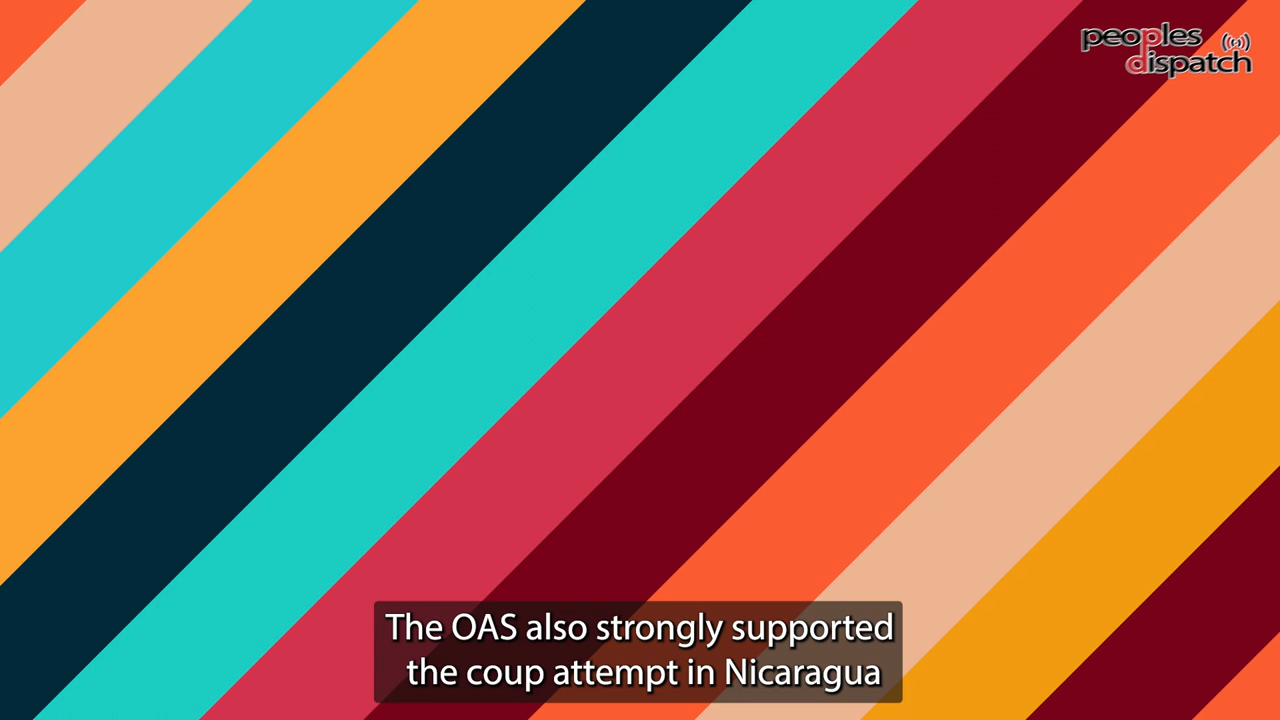 peoples
dispatch
The OAS also strongly supported
the coup attempt in Nicaragua